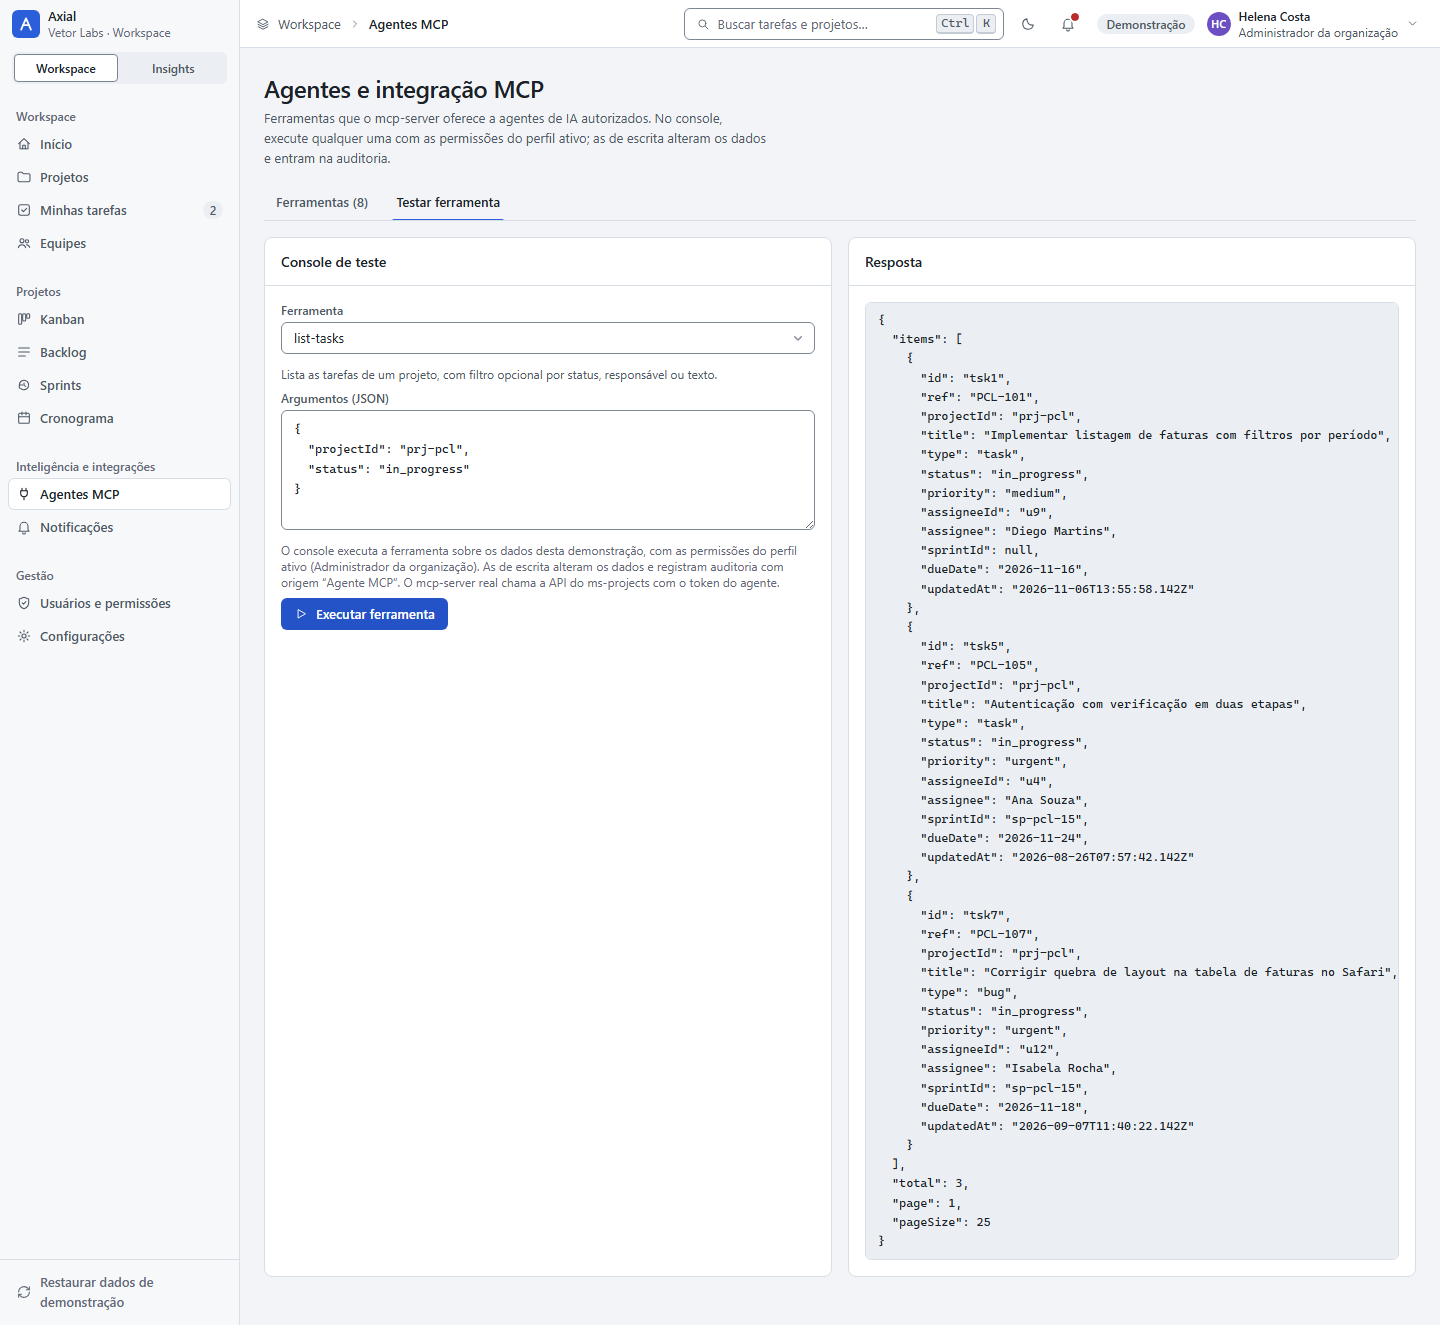 Axial
Vetor Labs · Workspace
Workspace
Insights
Workspace
Início
Projetos
Minhas tarefas
2
Equipes
Projetos
Kanban
Backlog
Sprints
Cronograma
Inteligência e integrações
Agentes MCP
Notificações
Gestão
Usuários e permissões
Configurações
Restaurar dados de
demonstração
Workspace
Agentes MCP
Buscar tarefas e projetos...
Ctrl K
Demonstração
HC
Helena Costa
Administrador da organização
Agentes e integração MCP
Ferramentas que o mcp-server oferece a agentes de IA autorizados. No console,
execute qualquer uma com as permissões do perfil ativo; as de escrita alteram os dados
e entram na auditoria.
Ferramentas (8)
Testar ferramenta
Console de teste
Ferramenta
list-tasks
Lista as tarefas de um projeto, com filtro opcional por status, responsável ou texto.
Argumentos (JSON)
{
"projectId": "prj-pcl",
"status": "in_progress"
}
O console executa a ferramenta sobre os dados desta demonstração, com as permissões do perfil
ativo (Administrador da organização). As de escrita alteram os dados e registram auditoria com
origem “Agente MCP”. O mcp-server real chama a API do ms-projects com o token do agente.
Executar ferramenta
Resposta
{
"items": [
{
"id": "tsk1",
"ref": "PCL-101",
"projectId": "prj-pcl",
"title": "Implementar listagem de faturas com filtros por período",
"type": "task",
"status": "in_progress",
"priority": "medium",
"assigneeId": "u9",
"assignee": "Diego Martins",
"sprintId": null,
"dueDate": "2026-11-16",
"updatedAt": "2026-11-06T13:55:58.142Z"
},
{
"id": "tsk5",
"ref": "PCL-105",
"projectId": "prj-pcl",
"title": "Autenticação com verificação em duas etapas",
"type": "task",
"status": "in_progress",
"priority": "urgent",
"assigneeId": "u4",
"assignee": "Ana Souza",
"sprintId": "sp-pcl-15",
"dueDate": "2026-11-24",
"updatedAt": "2026-08-26T07:57:42.142Z"
},
{
"id": "tsk7",
"ref": "PCL-107",
"projectId": "prj-pcl",
"title": "Corrigir quebra de layout na tabela de faturas no Safari",
"type": "bug",
"status": "in_progress",
"priority": "urgent",
"assigneeId": "u12",
"assignee": "Isabela Rocha",
"sprintId": "sp-pcl-15",
"dueDate": "2026-11-18",
"updatedAt": "2026-09-07T11:40:22.142Z"
}
],
"total": 3,
"page": 1,
"pageSize": 25
}